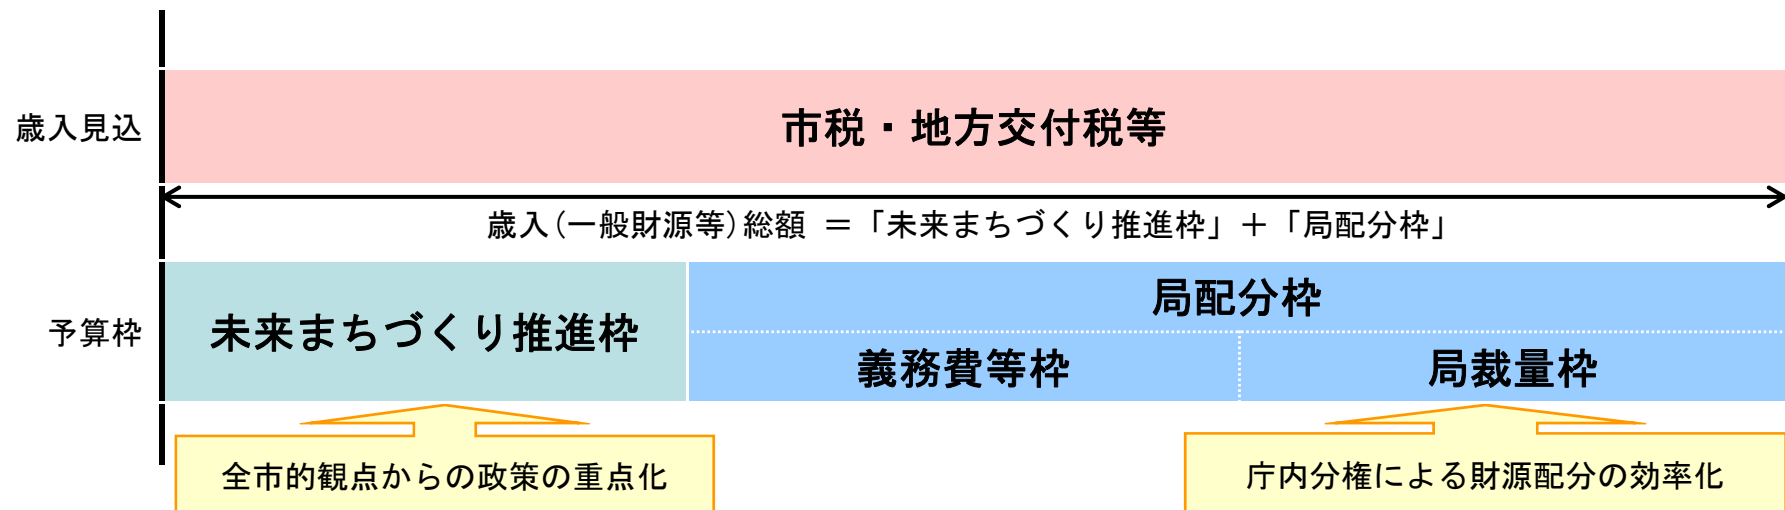 歳入見込
市税・地方交付税等
歳入(一般財源等)総額 ＝「未来まちづくり推進枠」＋「局配分枠」
予算枠
未来まちづくり推進枠
局配分枠
義務費等枠
局裁量枠
全市的観点からの政策の重点化
庁内分権による財源配分の効率化